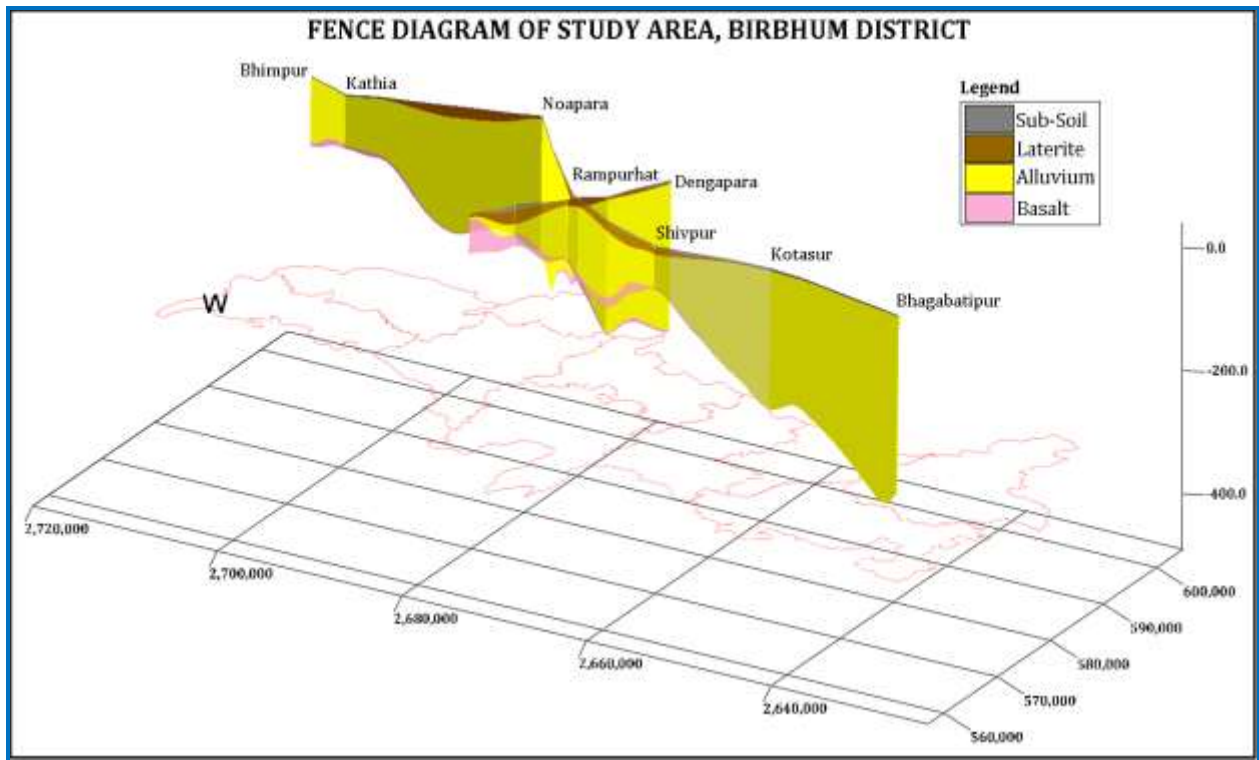 FENCE DIAGRAM OF STUDY AREA, BIRBHUM DISTRICT
Bhimpur
Kathia
Noapara
Rampurhat
Dengapara
Shivpur
Kotasur
Bhagabatipur
Legend
Sub-Soil
Laterite
Alluvium
Basalt
W
0.0
-200.0
-400.0
2,720,000
2,700,000
2,680,000
2,660,000
2,640,000
600,000
590,000
580,000
570,000
560,000